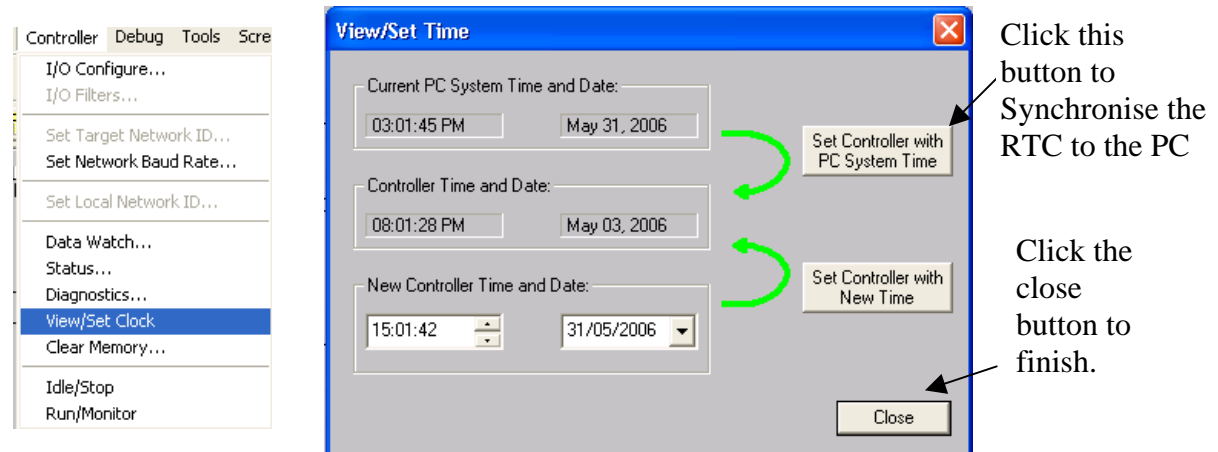 Controller Debug Tools Scre
I/O Configure...
I/O Filters...
Set Target Network ID...
Set Network Baud Rate...
Set Local Network ID...
Data Watch...
Status...
Diagnostics...
View/Set Clock
Clear Memory...
Idle/Stop
Run/Monitor
View/Set Time
Current PC System Time and Date:
03:01:45 PM May 31, 2006
Set Controller with
PC System Time
Controller Time and Date:
08:01:28 PM May 03, 2006
New Controller Time and Date:
15:01:42 31/05/2006
Set Controller with
New Time
Close
Click this
button to
Synchronise the
RTC to the PC
Click the
close
button to
finish.